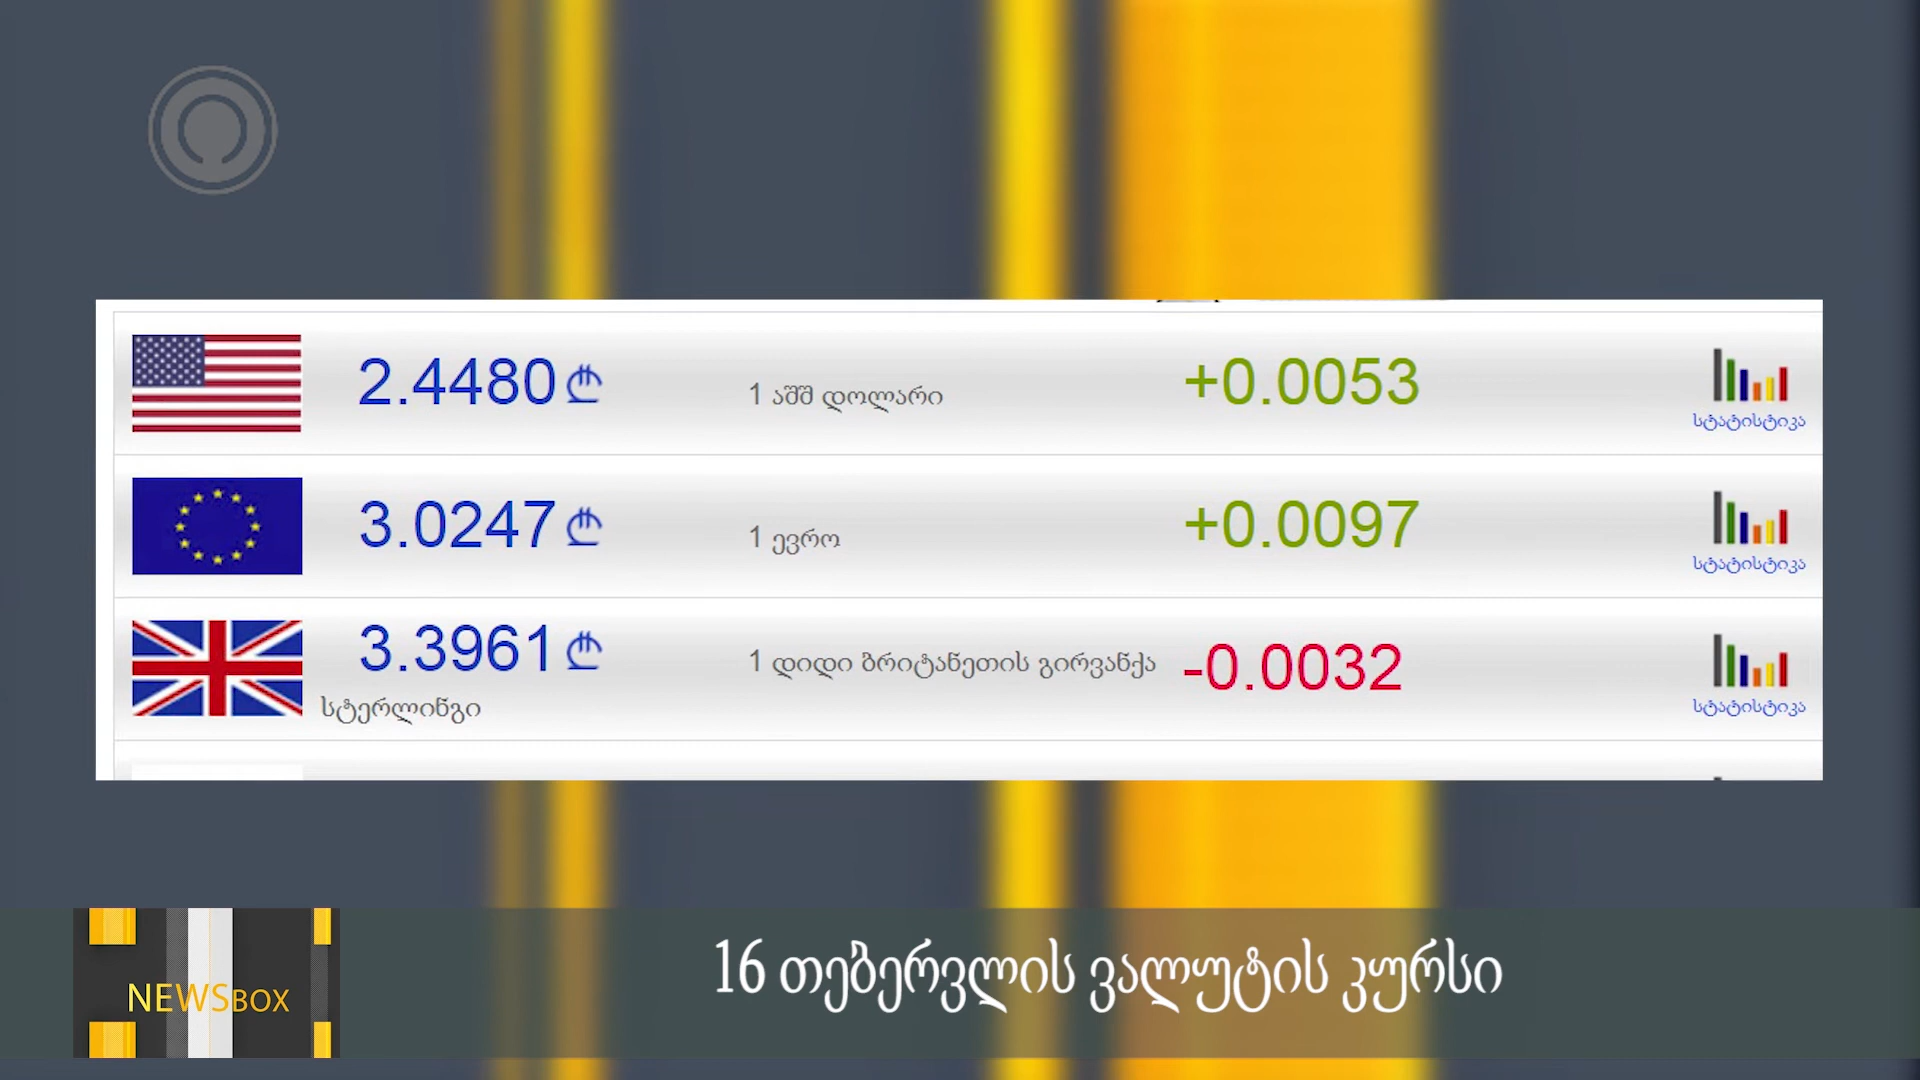 2.4480 ₾ 1 აშშ დოლარი +0.0053
სტატისტიკა
3.0247 ₾ 1 ევრო +0.0097
სტატისტიკა
3.3961 ₾ 1 დიდი ბრიტანეთის გირვანქა -0.0032
სტერლინგი
სტატისტიკა
NEWSBOX
16 თებერვლის ვალუტის კურსი